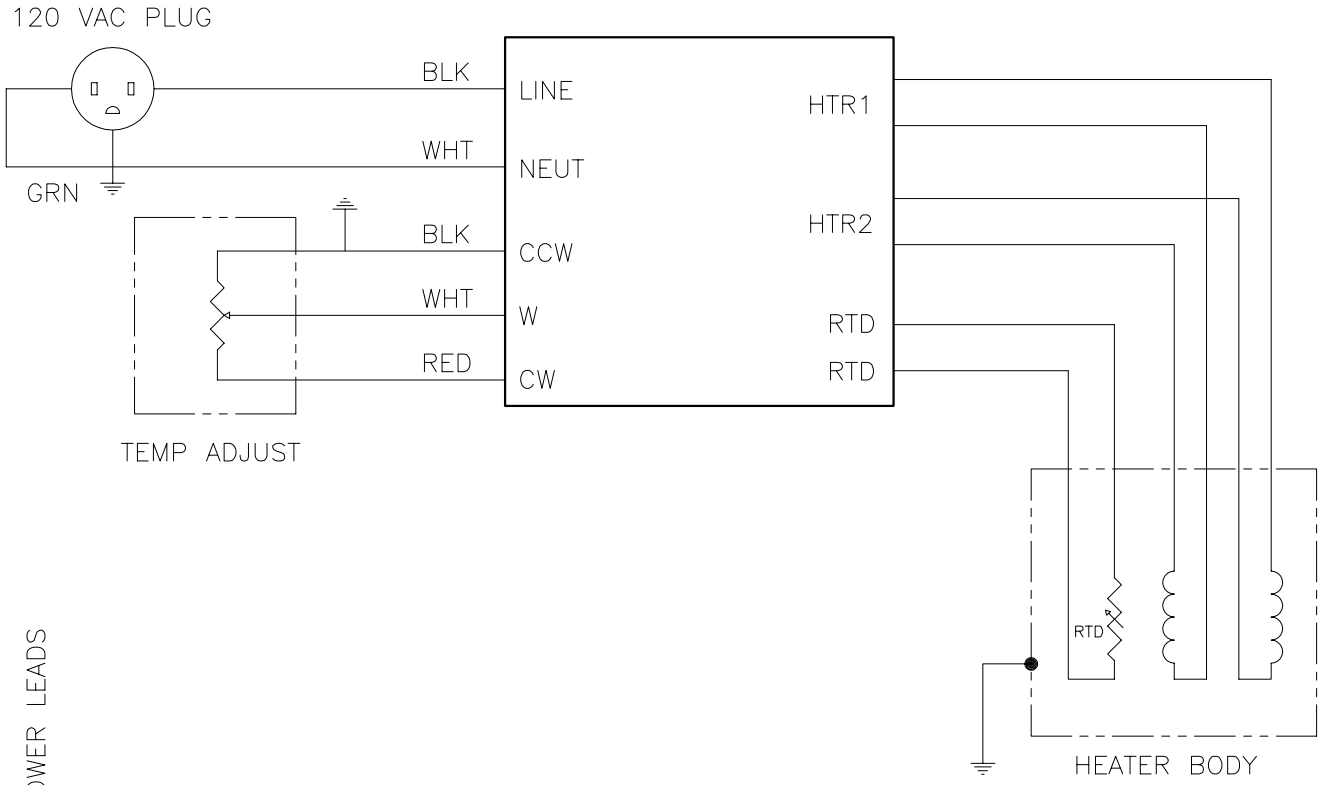 120 VAC PLUG
BLK
LINE
WHT
NEUT
GRN
BLK
CCW
WHT
W
RED
CW
TEMP ADJUST
HTR1
HTR2
RTD
RTD
RTD
HEATER BODY
LEADS